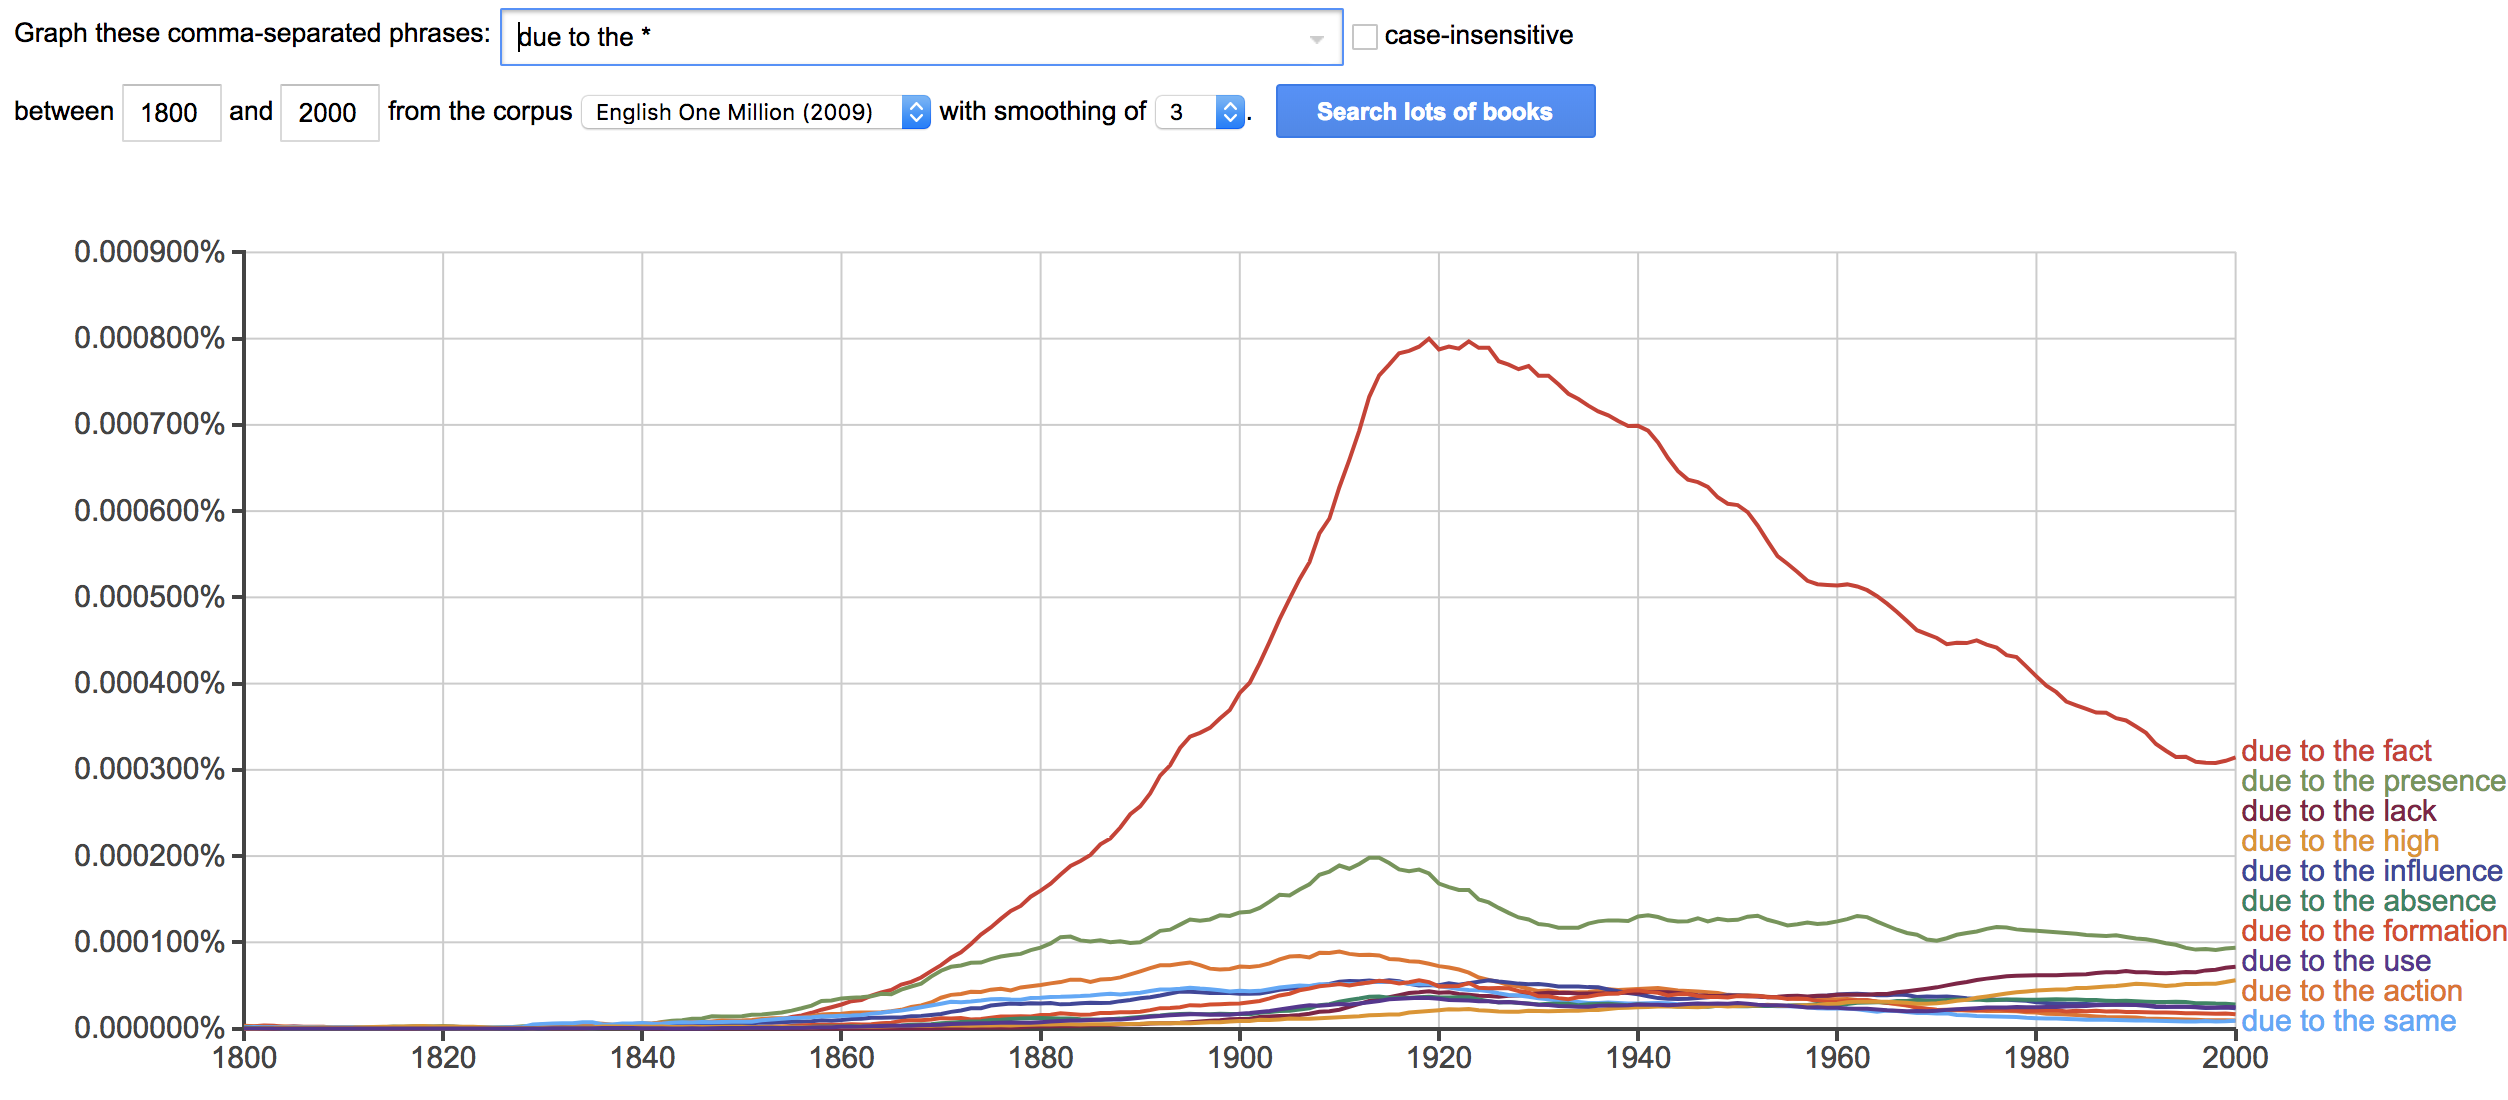 Graph these comma-separated phrases: due to the * case-insensitive
between 1800 and 2000 from the corpus English One Million (2009) with smoothing of 3 . Search lots of books
0.000900%
0.000800%
0.000700%
0.000600%
0.000500%
0.000400%
0.000300%
0.000200%
0.000100%
0.000000%
due to the fact
due to the presence
due to the lack
due to the high
due to the influence
due to the absence
due to the formation
due to the use
due to the action
due to the same
1800 1820 1840 1860 1880 1900 1920 1940 1960 1980 2000